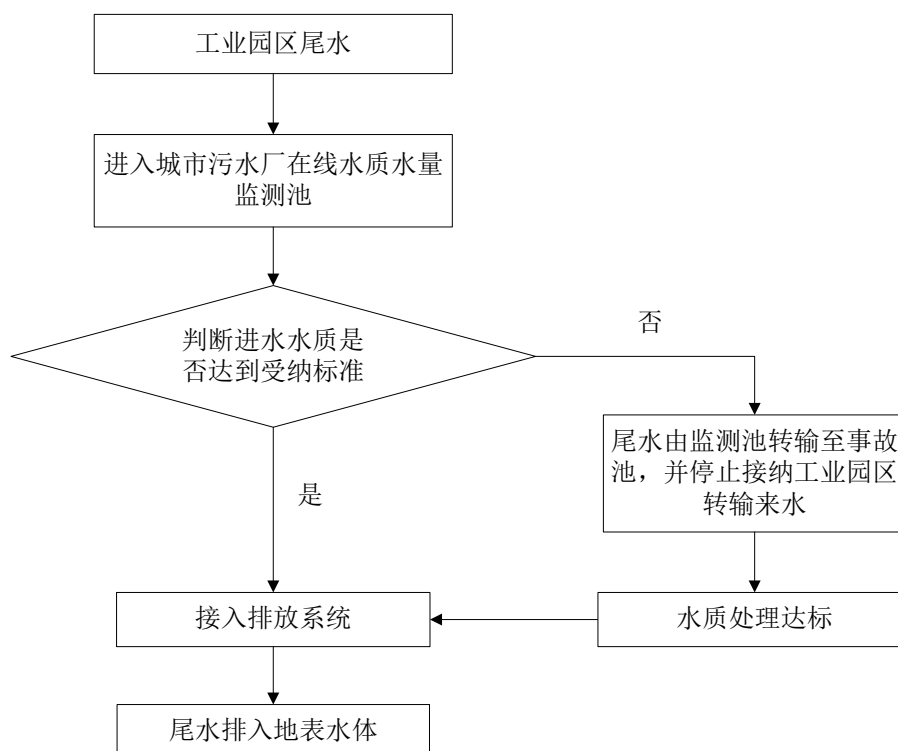 工业园区尾水
进入城市污水厂在线水质水量
监测池
判断进水水质是
否达到受纳标准
否
尾水由监测池转输至事故
池，并停止接纳工业园区
转输来水
是
接入排放系统
水质处理达标
尾水排入地表水体